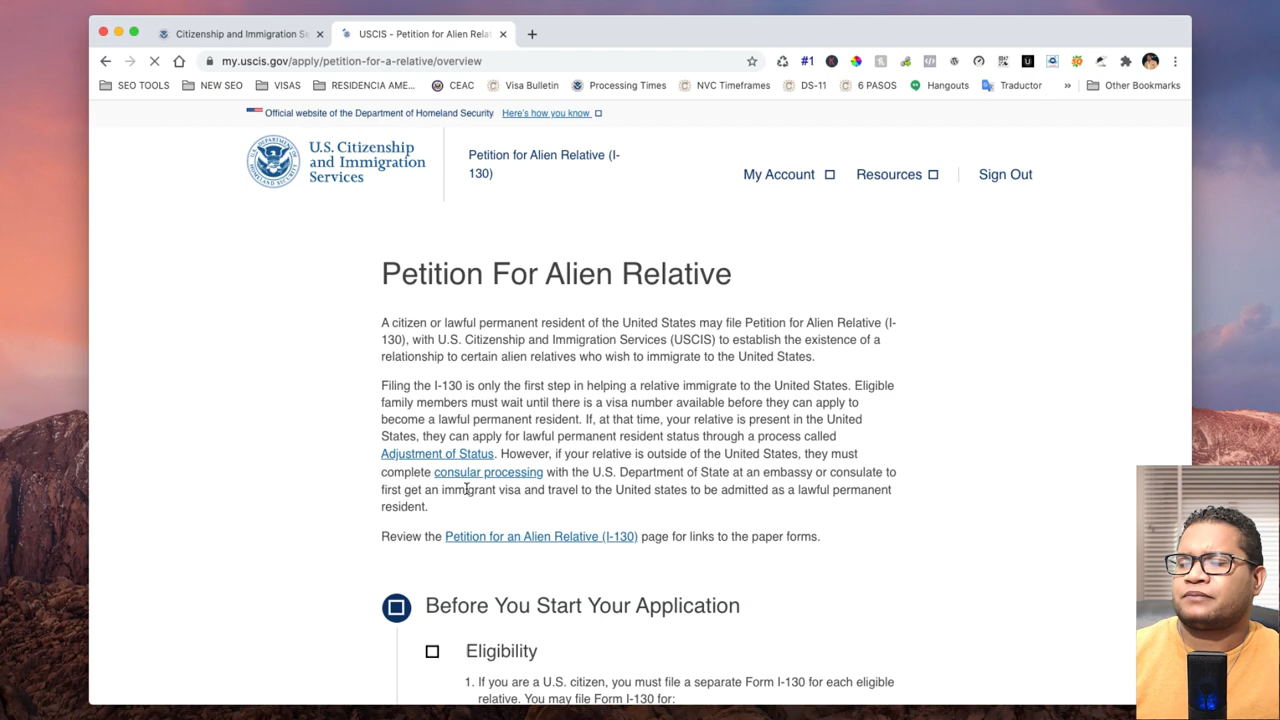 Citizenship and Immigration Se
USCIS - Petition for Alien Relat
my.uscis.gov/apply/petition-for-a-relative/overview
#1
SEO TOOLS
NEW SEO
VISAS
RESIDENCIA AME...
CEAC
Visa Bulletin
Processing Times
NVC Timeframes
DS-11
6 PASOS
Hangouts
Traductor
»
Other Bookmarks
Official website of the Department of Homeland Security Here's how you know
U.S. Citizenship
and Immigration
Services
Petition for Alien Relative (I-
130)
My Account
Resources
Sign Out
Petition For Alien Relative
A citizen or lawful permanent resident of the United States may file Petition for Alien Relative (I-
130), with U.S. Citizenship and Immigration Services (USCIS) to establish the existence of a
relationship to certain alien relatives who wish to immigrate to the United States.
Filing the I-130 is only the first step in helping a relative immigrate to the United States. Eligible
family members must wait until there is a visa number available before they can apply to
become a lawful permanent resident. If, at that time, your relative is present in the United
States, they can apply for lawful permanent resident status through a process called
Adjustment of Status. However, if your relative is outside of the United States, they must
complete consular processing with the U.S. Department of State at an embassy or consulate to
first get an immigrant visa and travel to the United states to be admitted as a lawful permanent
resident.
Review the Petition for an Alien Relative (I-130) page for links to the paper forms.
Before You Start Your Application
Eligibility
1. If you are a U.S. citizen, you must file a separate Form I-130 for each eligible
relative. You may file Form I-130 for: